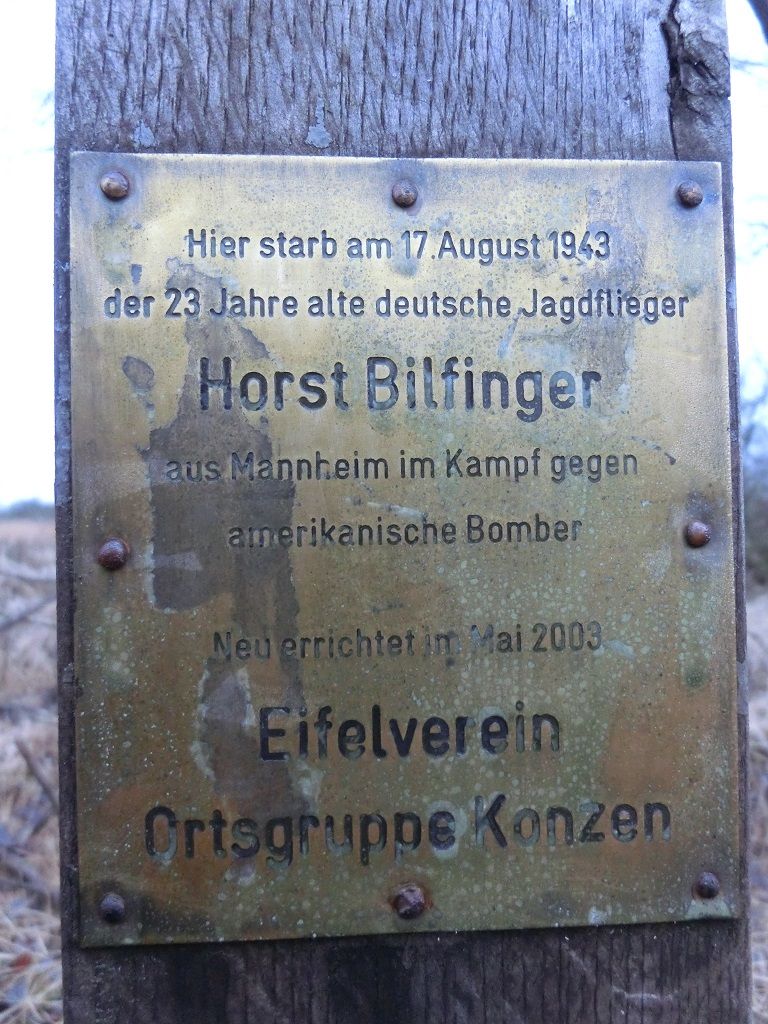 Hier starb am 17.August 1943
der 23 Jahre alte deutsche Jagdflieger
Horst Bilfinger
aus Mannheim im Kampf gegen
amerikanische Bomber
Neu errichtet im Mai 2003
Eifelverein
Ortsgruppe Konzen